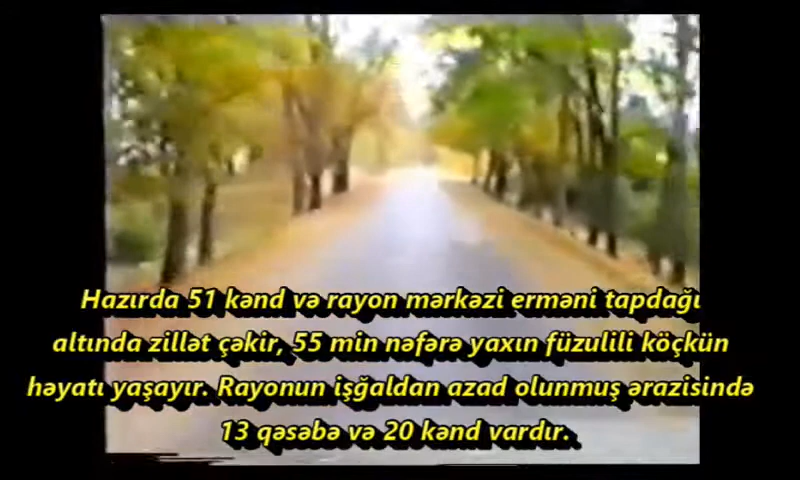 Hazırda 51 kənd və rayon mərkəzi erməni tapdağı
altında zillət çəkir, 55 min nəfərə yaxın füzulili köçkün
həyatı yaşayır. Rayonun işğaldan azad olunmuş ərazisində
13 qəsəbə və 20 kənd vardır.